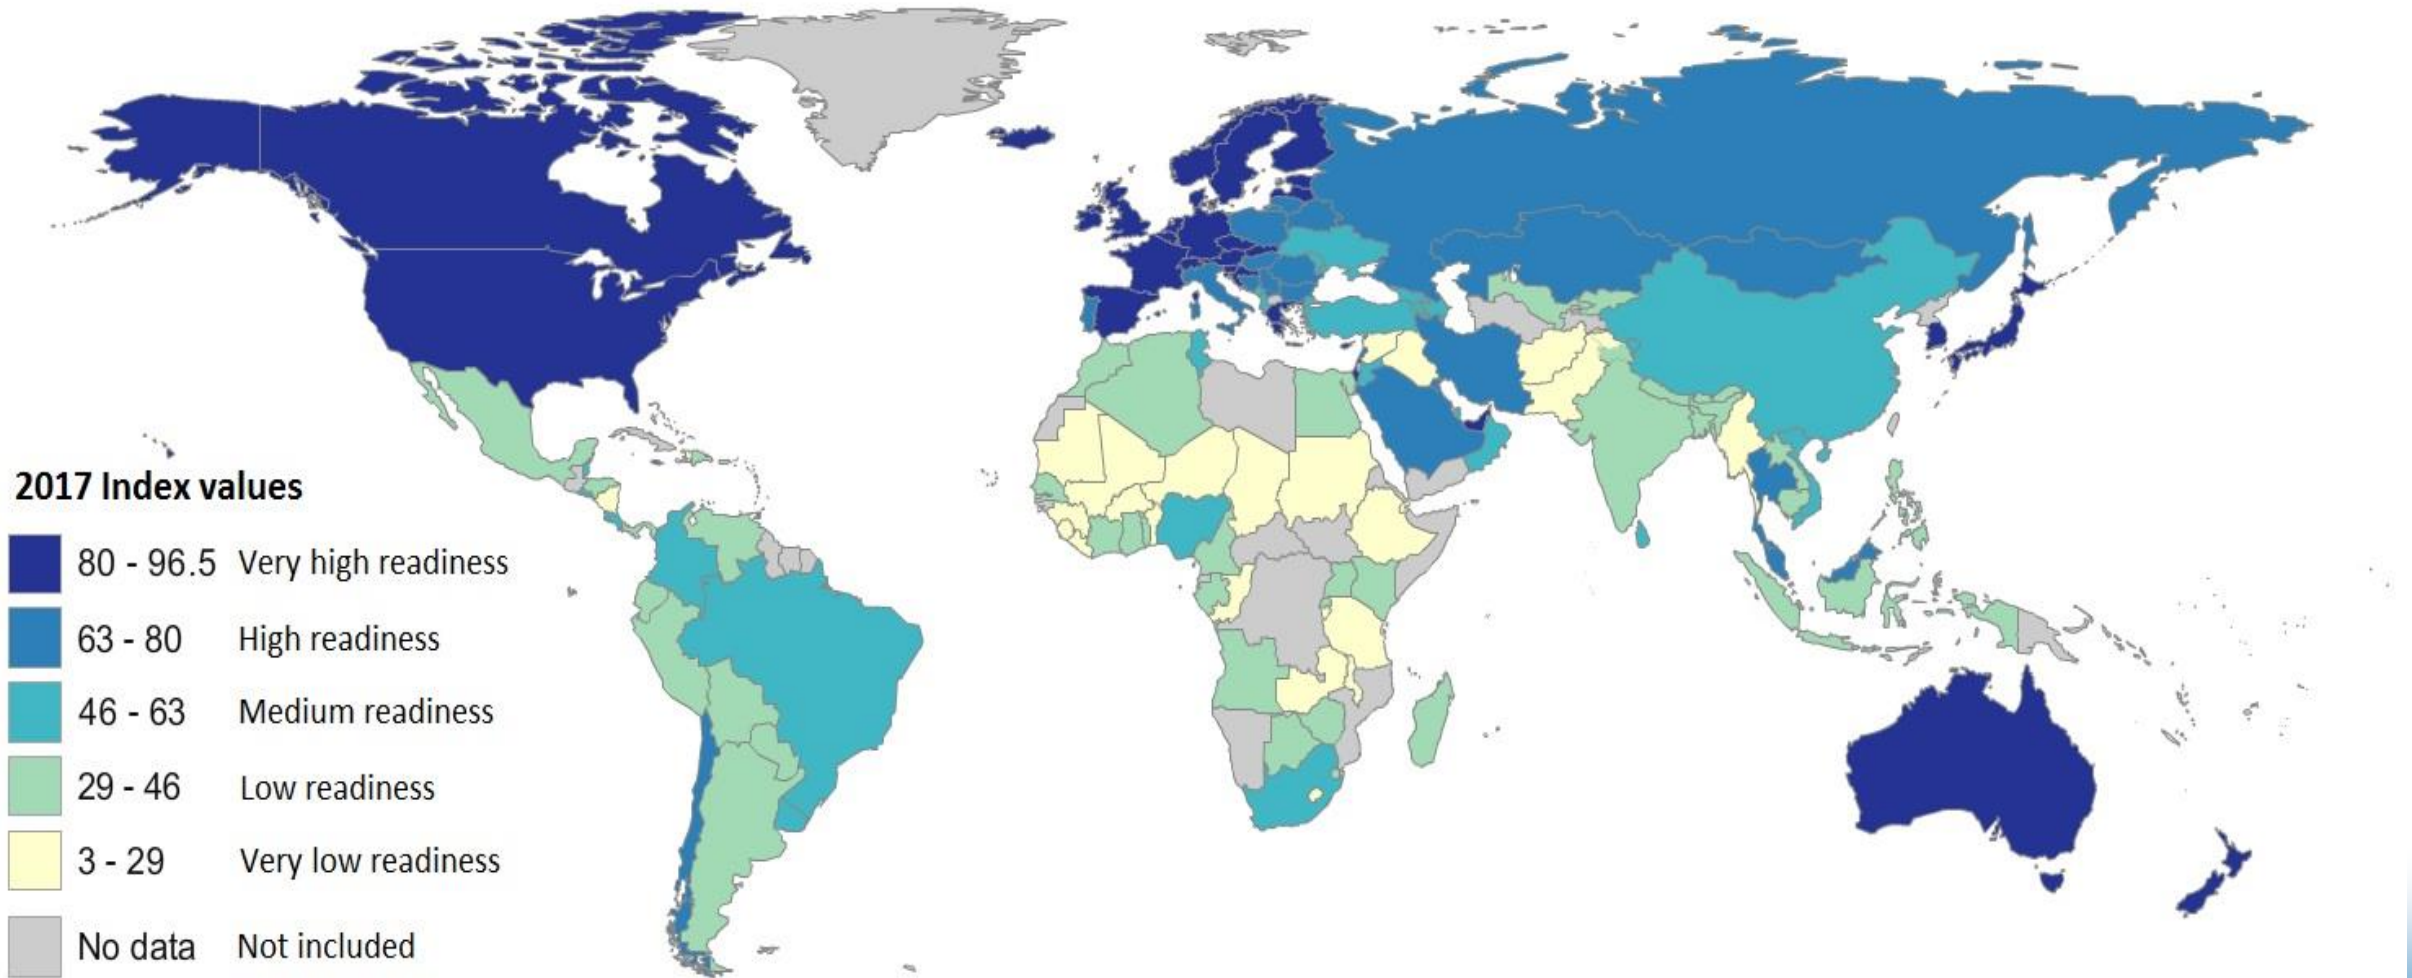 2017 Index values
80 - 96.5 Very high readiness
63 - 80 High readiness
46 - 63 Medium readiness
29 - 46 Low readiness
3 - 29 Very low readiness
No data Not included